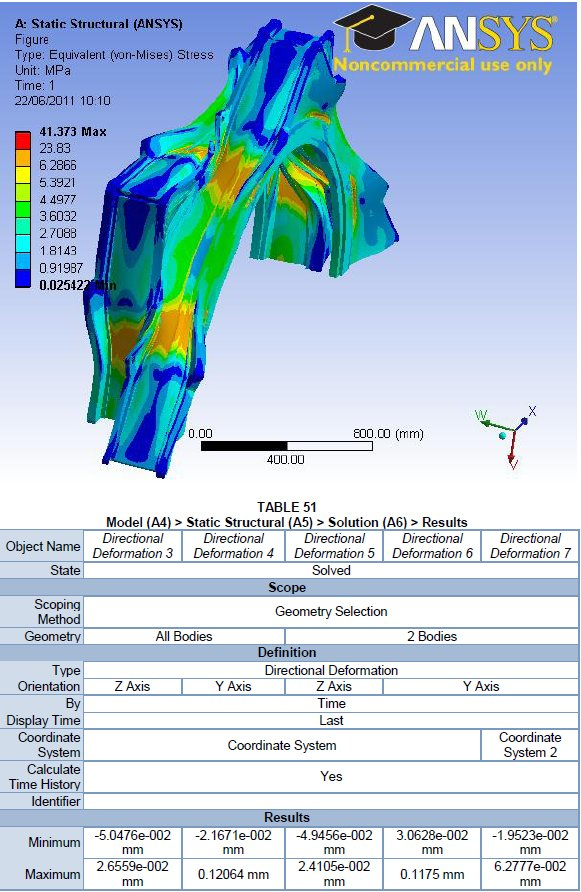 A: Static Structural (ANSYS)
Figure
Type: Equivalent (von-Mises) Stress
Unit: MPa
Time: 1
22/06/2011 10:10
ANSYS®
Noncommercial use only
41.373 Max
23.83
6.2866
5.3921
4.4977
3.6032
2.7088
1.8143
0.91987
0.025422 Min
0.00
800.00 (mm)
400.00
W
X
V
TABLE 51
Model (A4) > Static Structural (A5) > Solution (A6) > Results
Object Name Directional Deformation 3 Directional Deformation 4 Directional Deformation 5 Directional Deformation 6 Directional Deformation 7
State Solved
Scope
Scoping Method Geometry Selection
Geometry All Bodies 2 Bodies
Definition
Type Directional Deformation
Orientation Z Axis Y Axis Z Axis Y Axis
By Time
Display Time Last
Coordinate System Coordinate System Coordinate System 2
Calculate Time History Yes
Identifier
Results
Minimum -5.0476e-002 mm -2.1671e-002 mm -4.9456e-002 mm 3.0628e-002 mm -1.9523e-002 mm
Maximum 2.6559e-002 mm 0.12064 mm 2.4105e-002 mm 0.1175 mm 6.2777e-002 mm